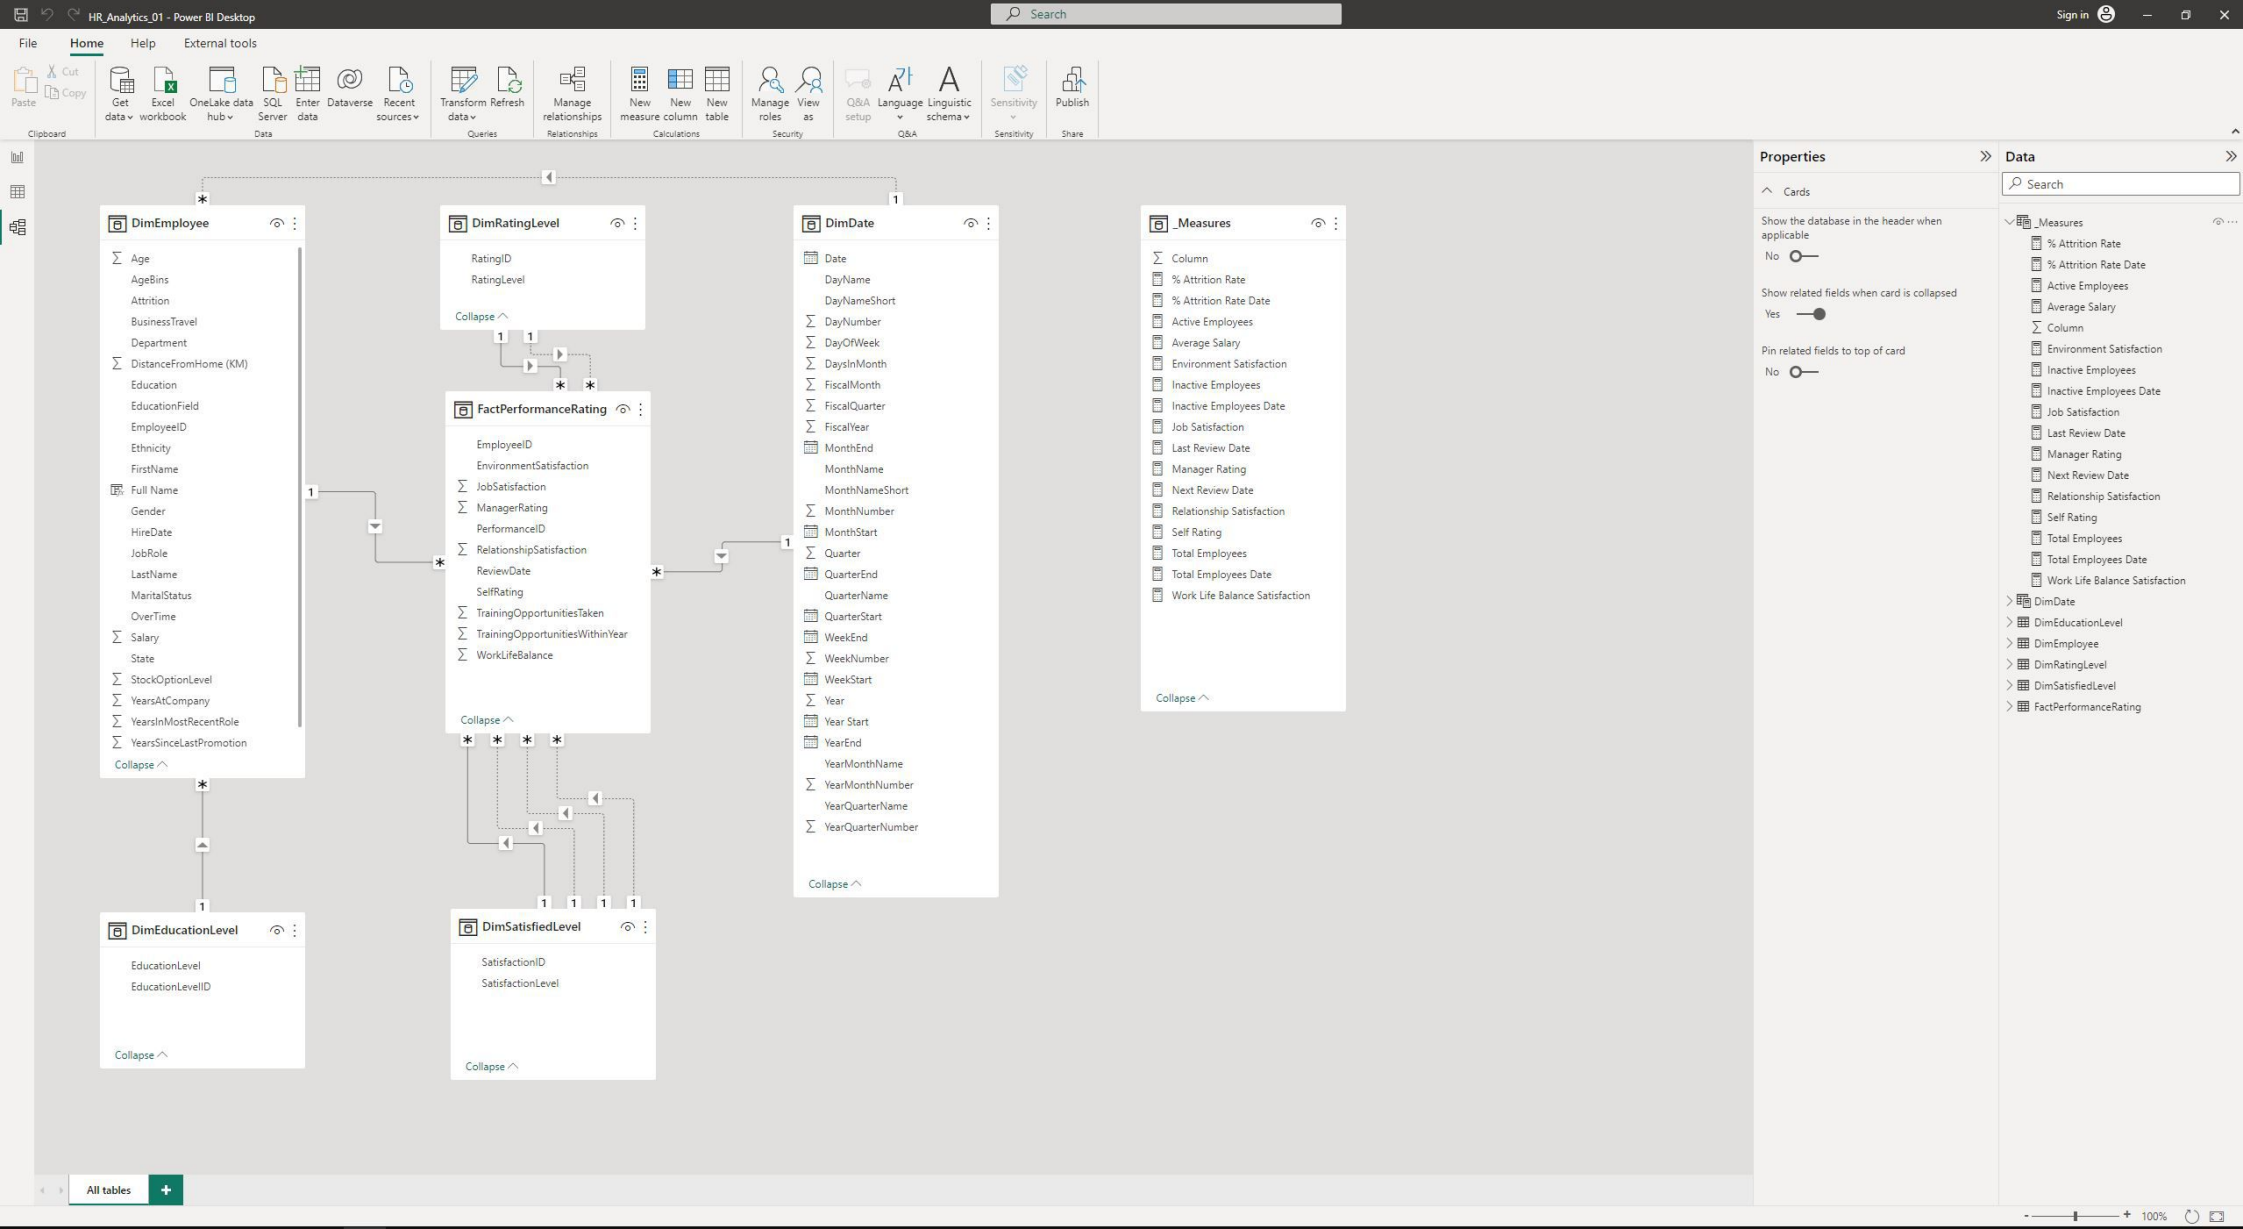 HR_Analytics_01 - Power BI Desktop
Search
Sign in
File Home Help External tools
Paste
Cut
Copy
Clipboard
Get data
Excel workbook
OneLake data hub
SQL Server
Enter data
Dataverse
Recent sources
Data
Transform data
Refresh
Queries
Manage relationships
Relationships
New measure
New column
New table
Calculations
Manage roles
View as
Security
Q&A setup
Language
Linguistic schema
Q&A
Sensitivity
Sensitivity
Publish
Share
DimEmployee
Age
AgeBins
Attrition
BusinessTravel
Department
DistanceFromHome (KM)
Education
EducationField
EmployeeID
Ethnicity
FirstName
Full Name
Gender
HireDate
JobRole
LastName
MaritalStatus
OverTime
Salary
State
StockOptionLevel
YearsAtCompany
YearsInMostRecentRole
YearsSinceLastPromotion
Collapse
*
1
*
1
DimEducationLevel
EducationLevel
EducationLevelID
Collapse
DimRatingLevel
RatingID
RatingLevel
Collapse
1 1
* *
FactPerformanceRating
EmployeeID
EnvironmentSatisfaction
JobSatisfaction
ManagerRating
PerformanceID
RelationshipSatisfaction
ReviewDate
SelfRating
TrainingOpportunitiesTaken
TrainingOpportunitiesWithinYear
WorkLifeBalance
Collapse
*
*
* * * *
1 1 1 1
DimSatisfiedLevel
SatisfactionID
SatisfactionLevel
Collapse
1
1
DimDate
Date
DayName
DayNameShort
DayNumber
DayOfWeek
DaysInMonth
FiscalMonth
FiscalQuarter
FiscalYear
MonthEnd
MonthName
MonthNameShort
MonthNumber
MonthStart
Quarter
QuarterEnd
QuarterName
QuarterStart
WeekEnd
WeekNumber
WeekStart
Year
Year Start
YearEnd
YearMonthName
YearMonthNumber
YearQuarterName
YearQuarterNumber
Collapse
_Measures
Column
% Attrition Rate
% Attrition Rate Date
Active Employees
Average Salary
Environment Satisfaction
Inactive Employees
Inactive Employees Date
Job Satisfaction
Last Review Date
Manager Rating
Next Review Date
Relationship Satisfaction
Self Rating
Total Employees
Total Employees Date
Work Life Balance Satisfaction
Collapse
Properties
Cards
Show the database in the header when
applicable
No
Show related fields when card is collapsed
Yes
Pin related fields to top of card
No
Data
Search
_Measures
% Attrition Rate
% Attrition Rate Date
Active Employees
Average Salary
Column
Environment Satisfaction
Inactive Employees
Inactive Employees Date
Job Satisfaction
Last Review Date
Manager Rating
Next Review Date
Relationship Satisfaction
Self Rating
Total Employees
Total Employees Date
Work Life Balance Satisfaction
DimDate
DimEducationLevel
DimEmployee
DimRatingLevel
DimSatisfiedLevel
FactPerformanceRating
All tables
+
- + 100%